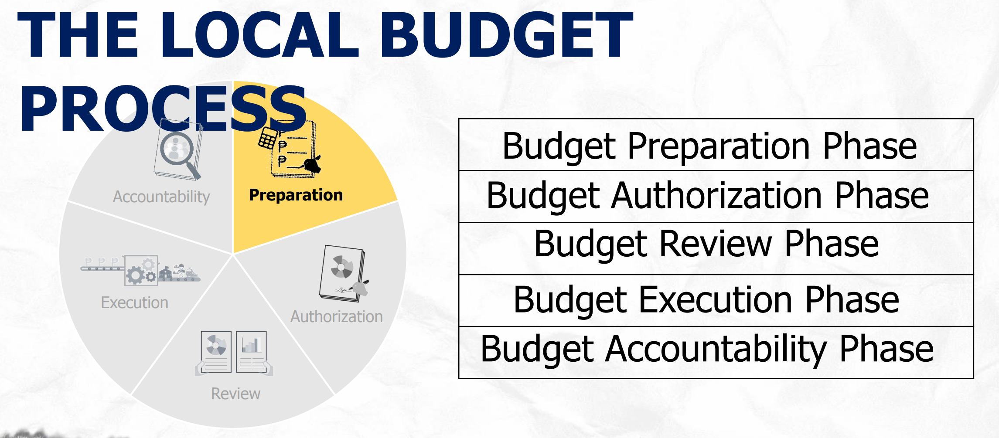 THE LOCAL BUDGET
PROCESS
Accountability
Preparation
Execution
Authorization
Review
Budget Preparation Phase
Budget Authorization Phase
Budget Review Phase
Budget Execution Phase
Budget Accountability Phase